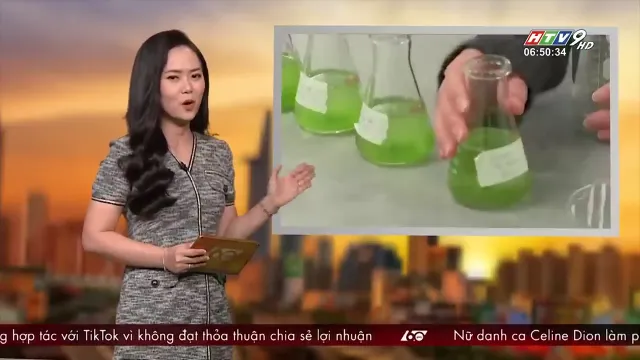 HTV9 HD
06:50:34
g hợp tác với TikTok vì không đạt thỏa thuận chia sẻ lợi nhuận 60 Nữ danh ca Celine Dion làm p